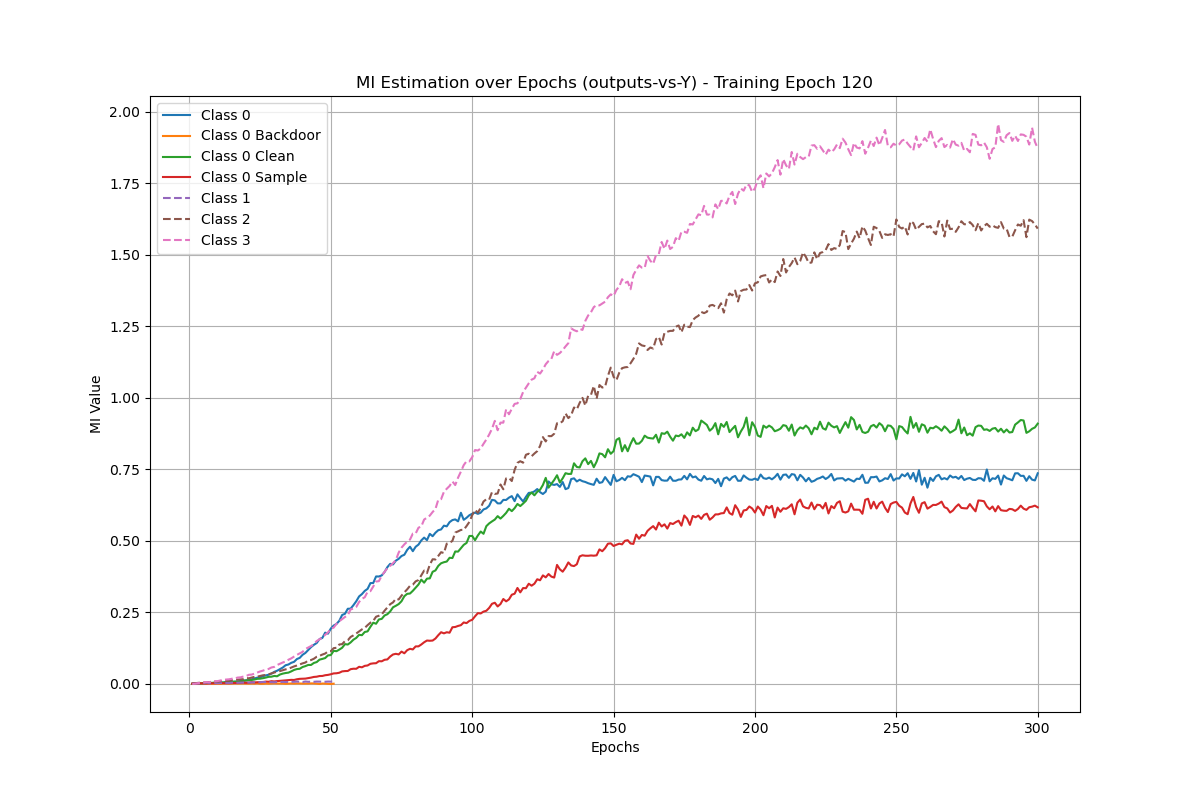 MI Estimation over Epochs (outputs-vs-Y) - Training Epoch 120
MI Value
2.00
1.75
1.50
1.25
1.00
0.75
0.50
0.25
0.00
Class 0
Class 0 Backdoor
Class 0 Clean
Class 0 Sample
Class 1
Class 2
Class 3
0 50 100 150 200 250 300
Epochs